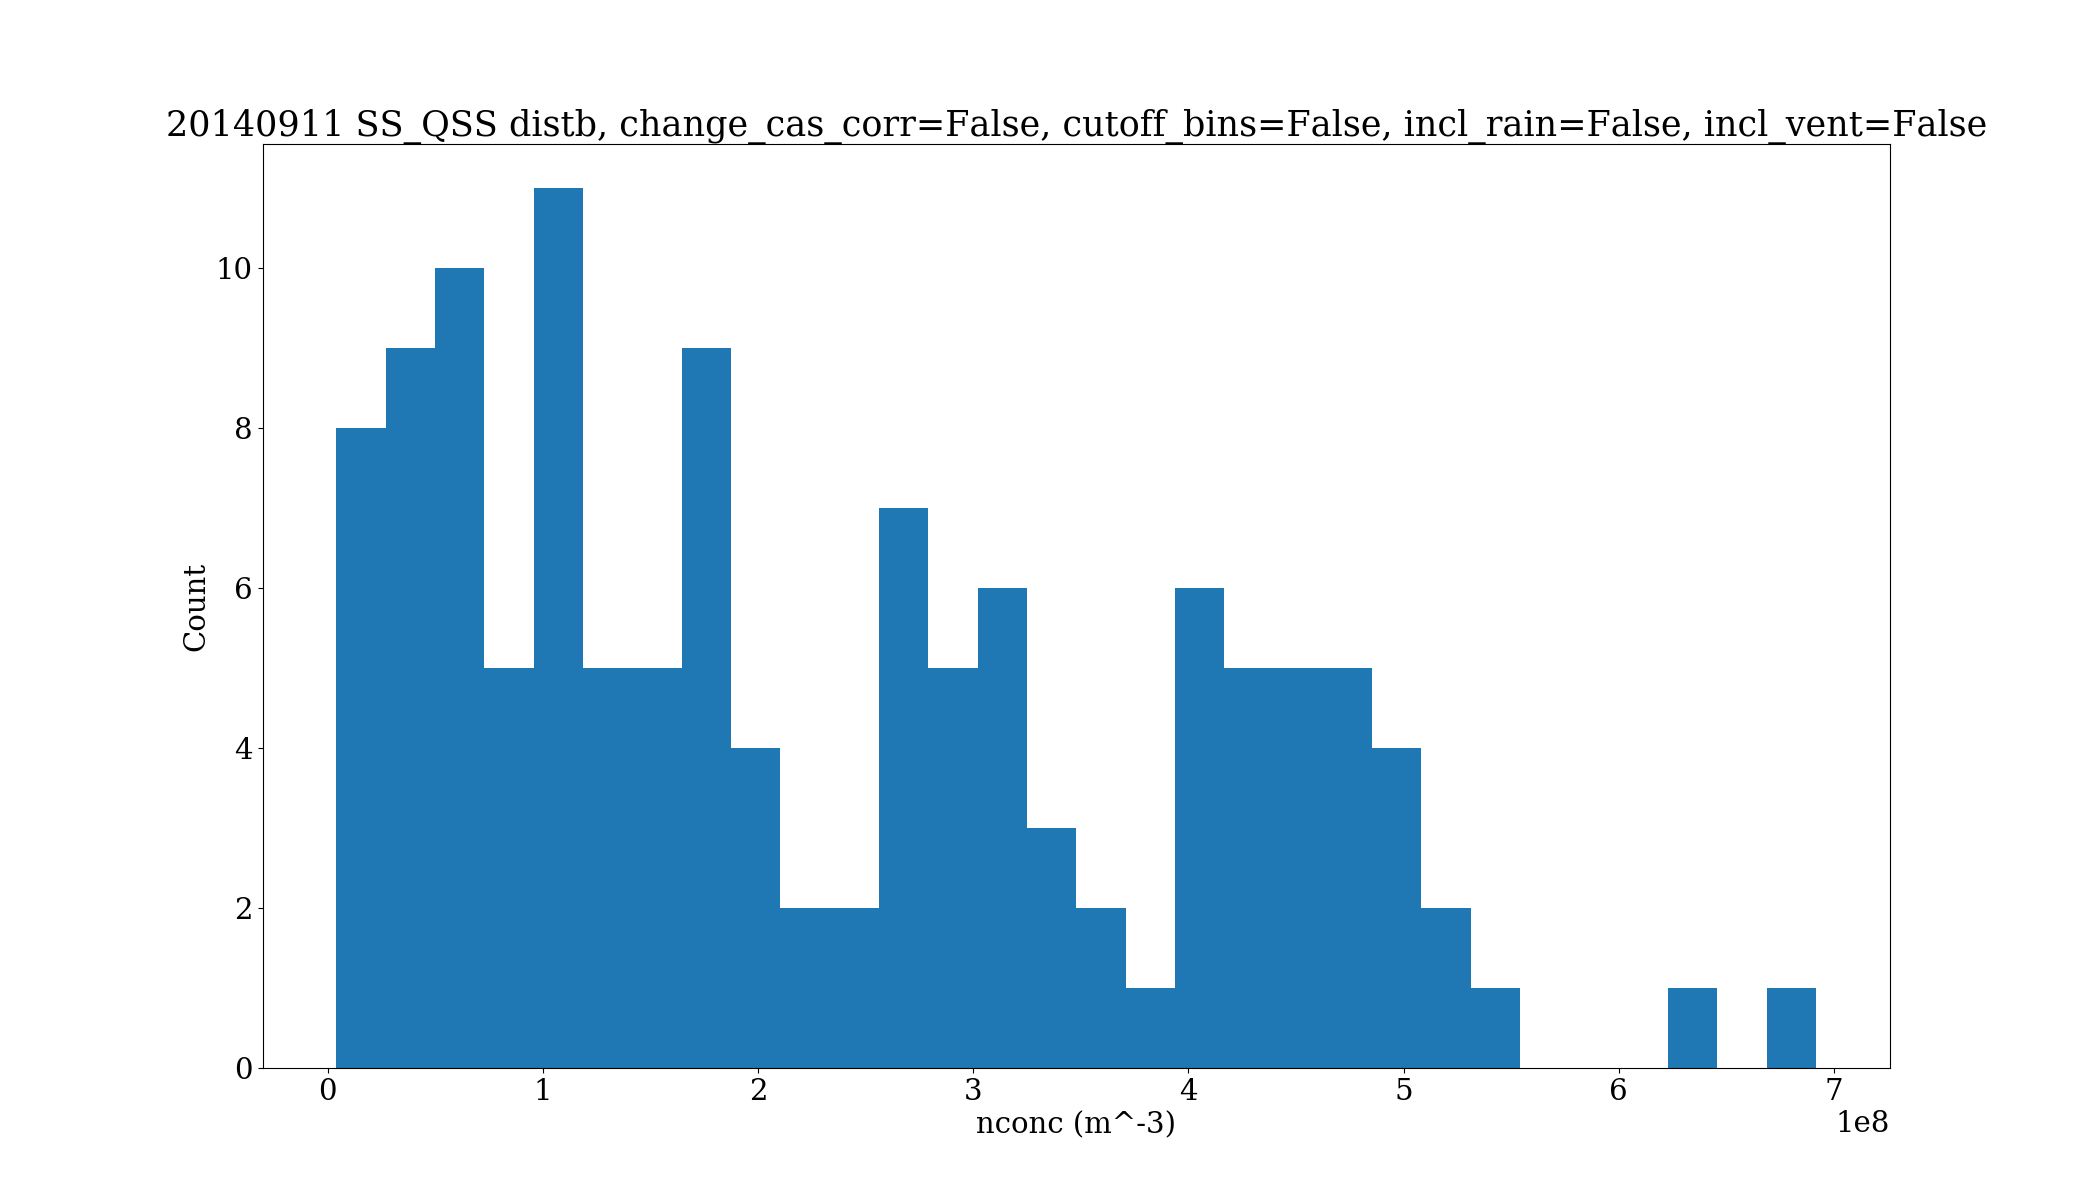 20140911 SS_QSS distb, change_cas_corr=False, cutoff_bins=False, incl_rain=False, incl_vent=False
10
8
6
4
2
0
Count
0 1 2 3 4 5 6 7
nconc (m^-3)
1e8